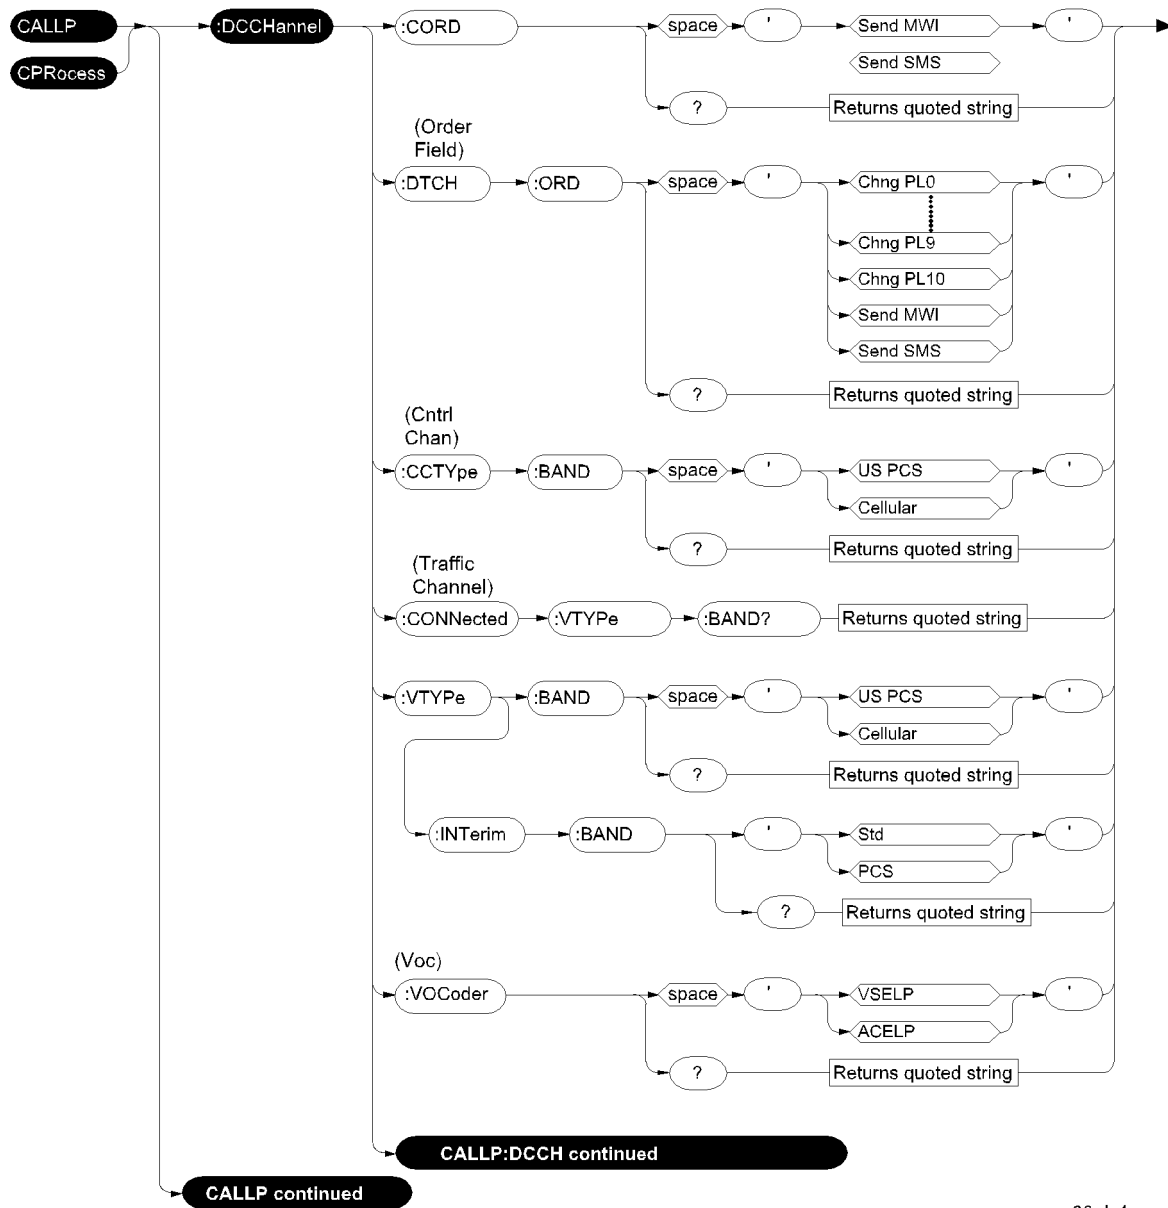 CALLP :DCCHannel :CORD space ' Send MWI '
CPRocess Send SMS
? Returns quoted string
(Order
Field)
:DTCH :ORD space ' Chng PL0 '
Chng PL9
Chng PL10
Send MWI
Send SMS
? Returns quoted string
(Cntrl
Chan)
:CCTYpe :BAND space ' US PCS '
Cellular
? Returns quoted string
(Traffic
Channel)
:CONNected :VTYPe :BAND? Returns quoted string
:VTYPe :BAND space ' US PCS '
Cellular
? Returns quoted string
:INTerim :BAND ' Std '
PCS
? Returns quoted string
(Voc)
:VOCoder space ' VSELP '
ACELP
? Returns quoted string
CALLP:DCCH continued
CALLP continued